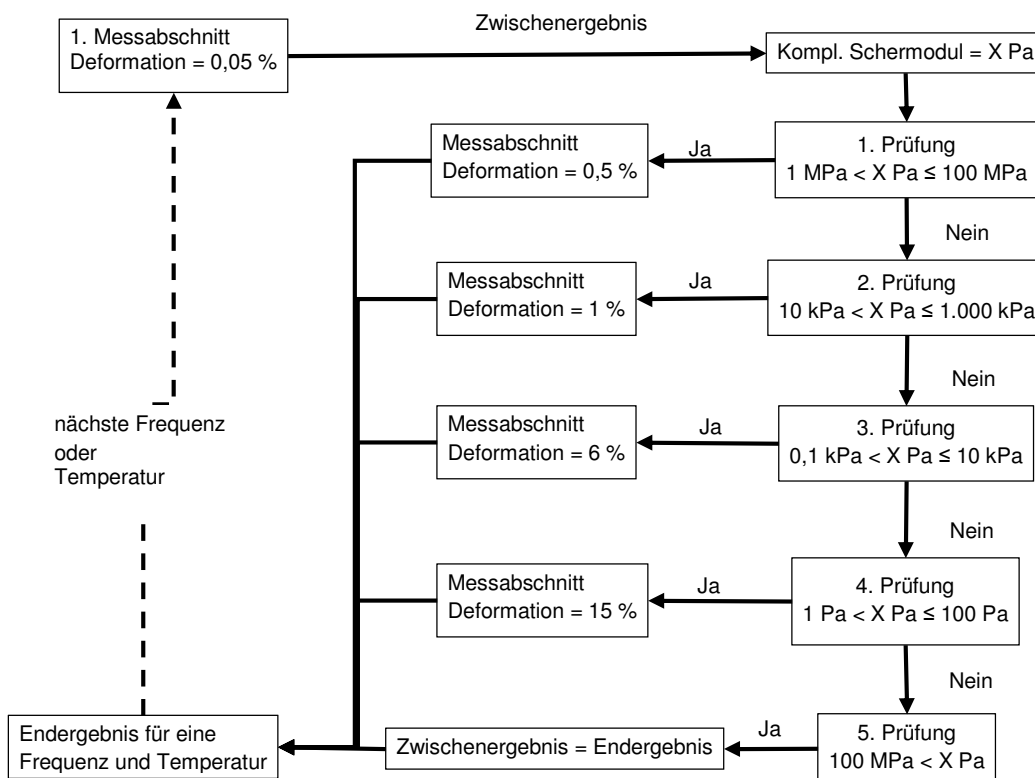 Zwischenergebnis
1. Messabschnitt
Deformation = 0,05 %
Kompl. Schermodul = X Pa
Messabschnitt
Deformation = 0,5 %
Ja
1. Prüfung
1 MPa < X Pa ≤ 100 MPa
Nein
Messabschnitt
Deformation = 1 %
Ja
2. Prüfung
10 kPa < X Pa ≤ 1.000 kPa
Nein
nächste Frequenz
oder
Temperatur
Messabschnitt
Deformation = 6 %
Ja
3. Prüfung
0,1 kPa < X Pa ≤ 10 kPa
Nein
Messabschnitt
Deformation = 15 %
Ja
4. Prüfung
1 Pa < X Pa ≤ 100 Pa
Nein
Endergebnis für eine
Frequenz und Temperatur
Zwischenergebnis = Endergebnis
Ja
5. Prüfung
100 MPa < X Pa